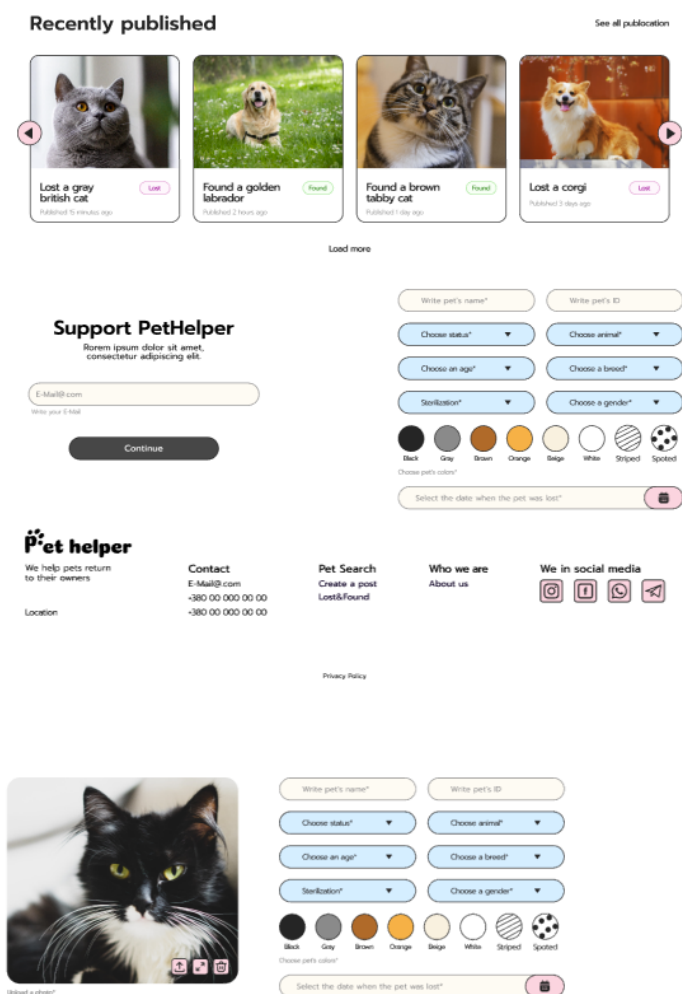 Recently published
See all publocation
Lost a gray
british cat
Lost
Published 15 minutos ago
Found a golden
labrador
Found
Published 2 hours ago
Found a brown
tabby cat
Found
Published 1 day ago
Lost a corgi
Lost
Published 3 days ago
Load more
Support PetHelper
Rorem ipsum dolor sit amet,
consectetur adipiscing elit.
E-Mail@.com
Write your E-Mail
Continue
Write pet's name*
Write pet's ID
Choose status*
Choose animal*
Choose an age*
Choose a breed*
Sterilization*
Choose a gender*
Black
Gray
Brown
Orange
Beige
White
Striped
Spoted
Choose pet's colors*
Select the date when the pet was lost*
Pet helper
We help pets return
to their owners
Location
Contact
E-Mail@.com
+380 00 000 00 00
+380 00 000 00 00
Pet Search
Create a post
Lost&Found
Who we are
About us
We in social media
Privacy Policy
Upload a photo*
Write pet's name*
Write pet's ID
Choose status*
Choose animal*
Choose an age*
Choose a breed*
Sterilization*
Choose a gender*
Black
Gray
Brown
Orange
Beige
White
Striped
Spoted
Choose pet's colors*
Select the date when the pet was lost*